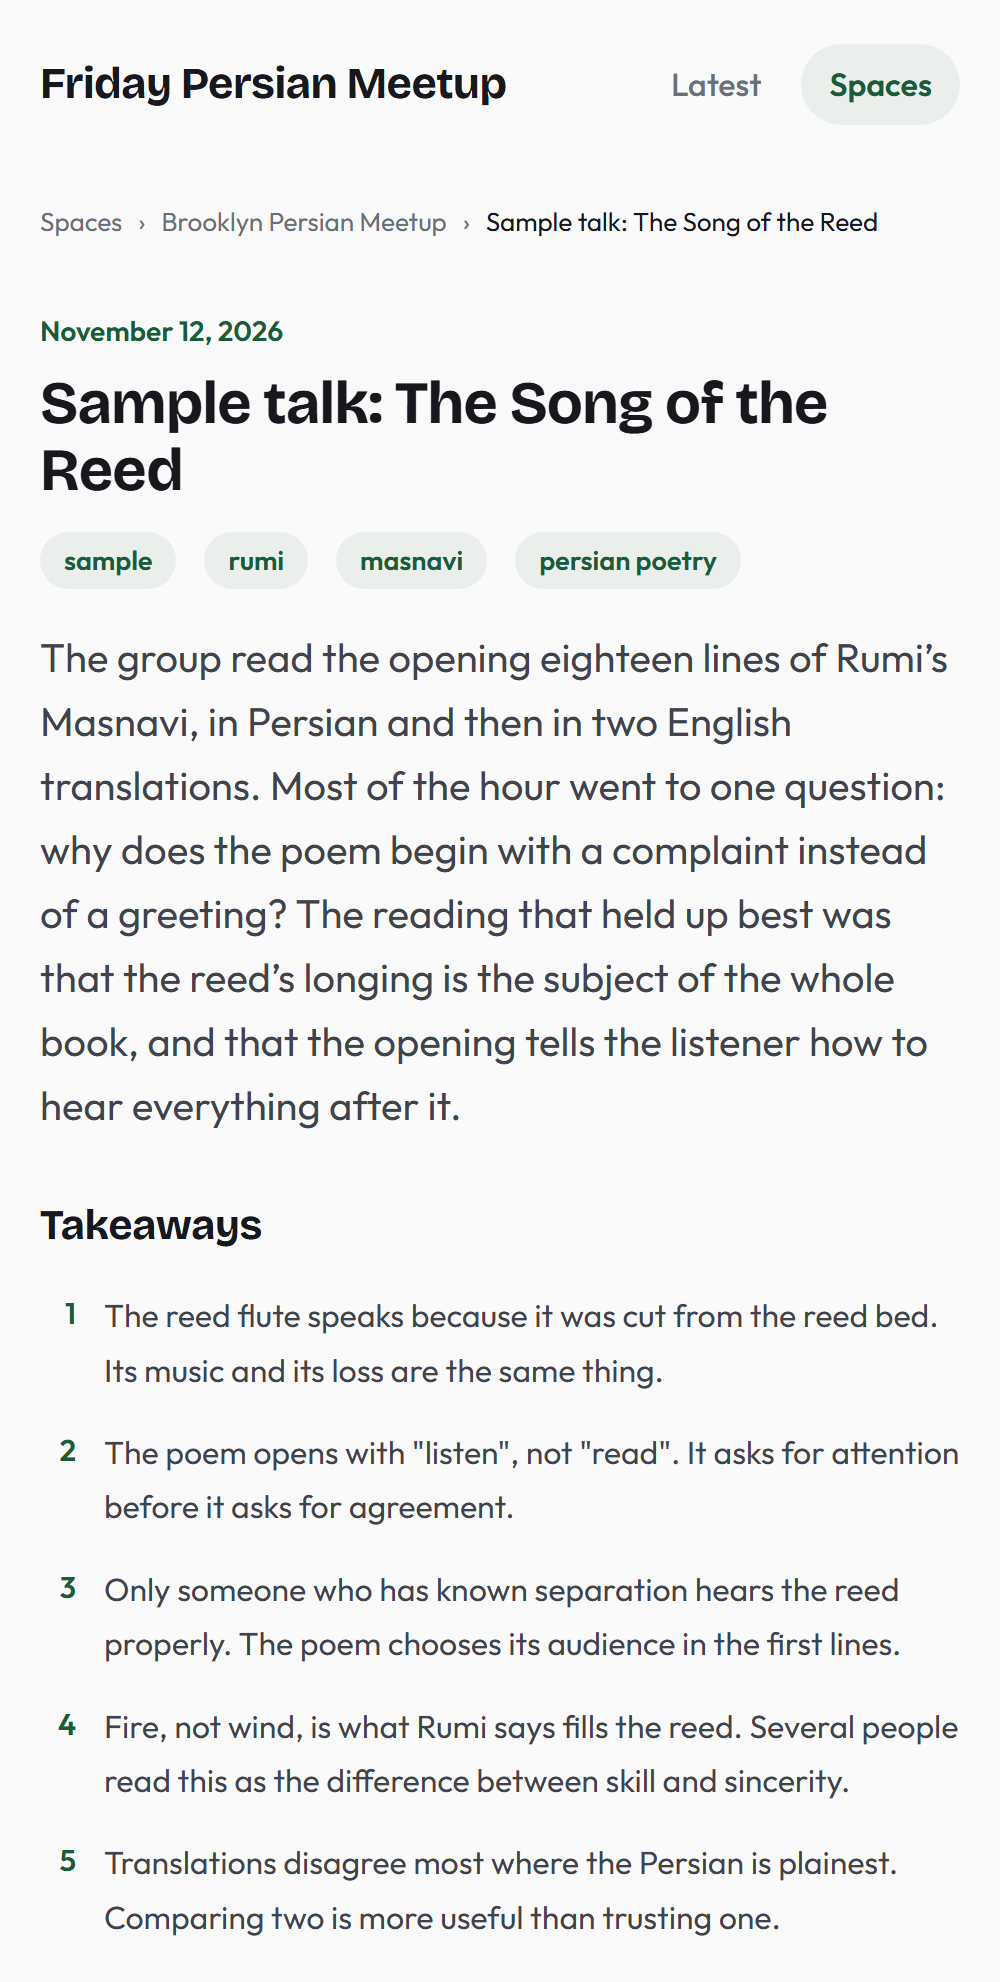 Friday Persian Meetup Latest Spaces
Spaces › Brooklyn Persian Meetup › Sample talk: The Song of the Reed
November 12, 2026
Sample talk: The Song of the
Reed
sample rumi masnavi persian poetry
The group read the opening eighteen lines of Rumi’s
Masnavi, in Persian and then in two English
translations. Most of the hour went to one question:
why does the poem begin with a complaint instead
of a greeting? The reading that held up best was
that the reed’s longing is the subject of the whole
book, and that the opening tells the listener how to
hear everything after it.
Takeaways
1 The reed flute speaks because it was cut from the reed bed.
Its music and its loss are the same thing.
2 The poem opens with "listen", not "read". It asks for attention
before it asks for agreement.
3 Only someone who has known separation hears the reed
properly. The poem chooses its audience in the first lines.
4 Fire, not wind, is what Rumi says fills the reed. Several people
read this as the difference between skill and sincerity.
5 Translations disagree most where the Persian is plainest.
Comparing two is more useful than trusting one.